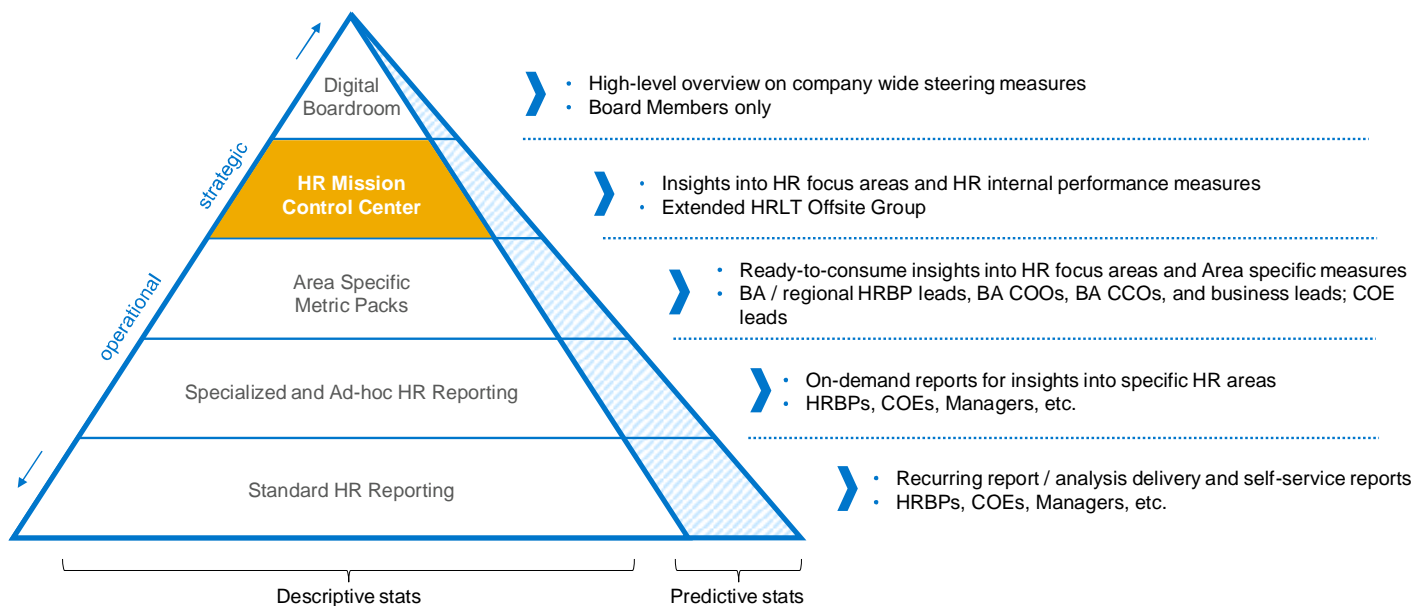 Digital
Boardroom
• High-level overview on company wide steering measures
• Board Members only
strategic
HR Mission
Control Center
• Insights into HR focus areas and HR internal performance measures
• Extended HRLT Offsite Group
operational
Area Specific
Metric Packs
• Ready-to-consume insights into HR focus areas and Area specific measures
• BA / regional HRBP leads, BA COOs, BA CCOs, and business leads; COE
leads
Specialized and Ad-hoc HR Reporting
• On-demand reports for insights into specific HR areas
• HRBPs, COEs, Managers, etc.
Standard HR Reporting
• Recurring report / analysis delivery and self-service reports
• HRBPs, COEs, Managers, etc.
Descriptive stats
Predictive stats